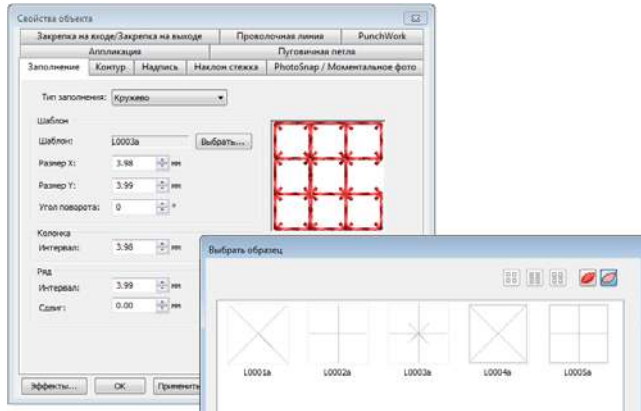 Свойства объекта
Закрепка на входе/Закрепка на выходе Проволочная линия PunchWork
Аппликация Пуговичная петля
Заполнение Контур Надпись Наклон стежка PhotoSnap / Моментальное фото
Тип заполнения: Кружево
Шаблон
Шаблон: L0003a Выбрать...
Размер X: 3.98 мм
Размер Y: 3.99 мм
Угол поворота: 0 °
Колонка
Интервал: 3.98 мм
Ряд
Интервал: 3.99 мм
Сдвиг: 0.00 мм
Эффекты... OK Применить
Выбрать образец
L0001a L0002a L0003a L0004a L0005a